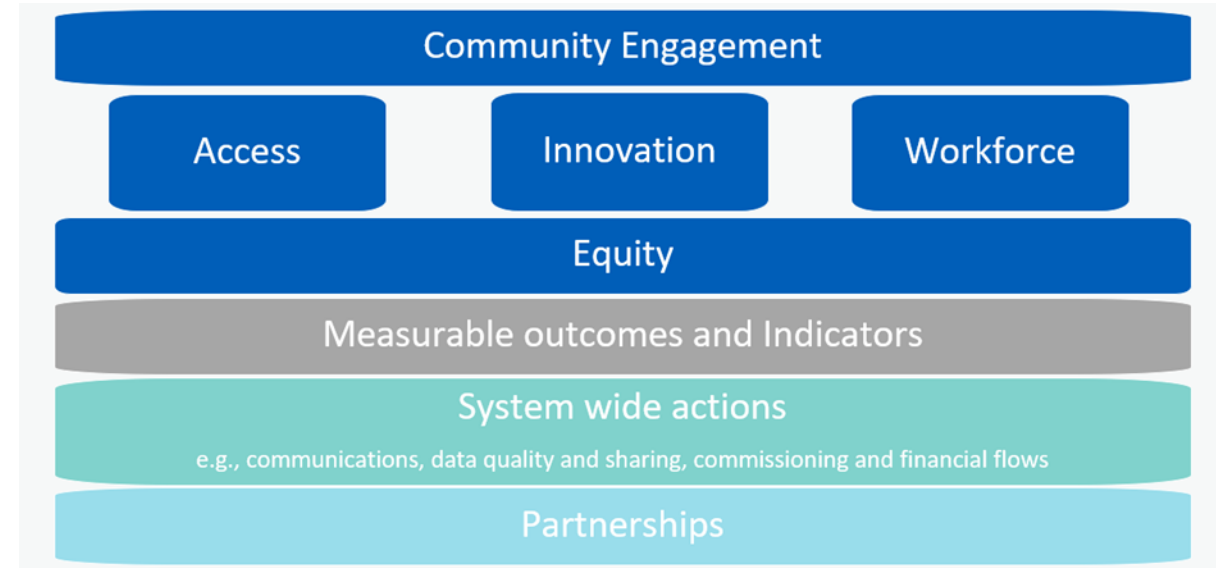 Community Engagement
Access
Innovation
Workforce
Equity
Measurable outcomes and Indicators
System wide actions
e.g., communications, data quality and sharing, commissioning and financial flows
Partnerships